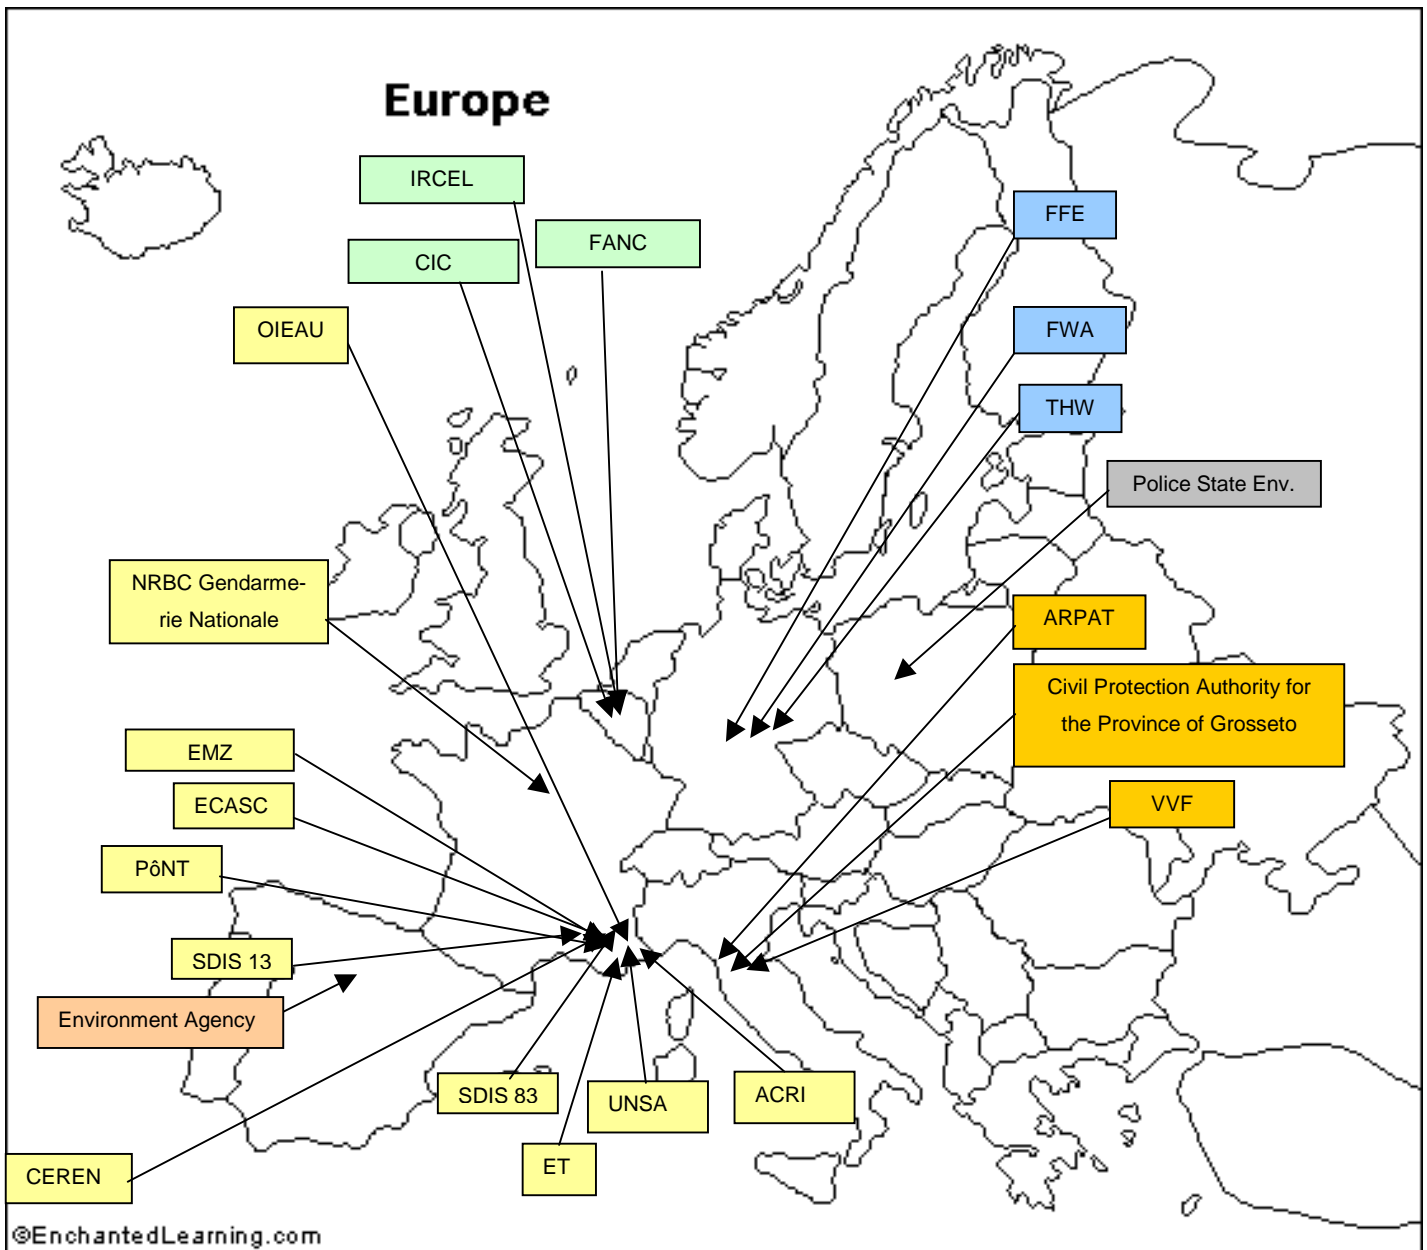 Europe
IRCEL
FFE
FANC
CIC
OIEAU
FWA
THW
Police State Env.
NRBC Gendarme-
rie Nationale
ARPAT
Civil Protection Authority for
the Province of Grosseto
EMZ
ECASC
VVF
PôNT
SDIS 13
Environment Agency
SDIS 83
UNSA
ACRI
ET
CEREN
©EnchantedLearning.com